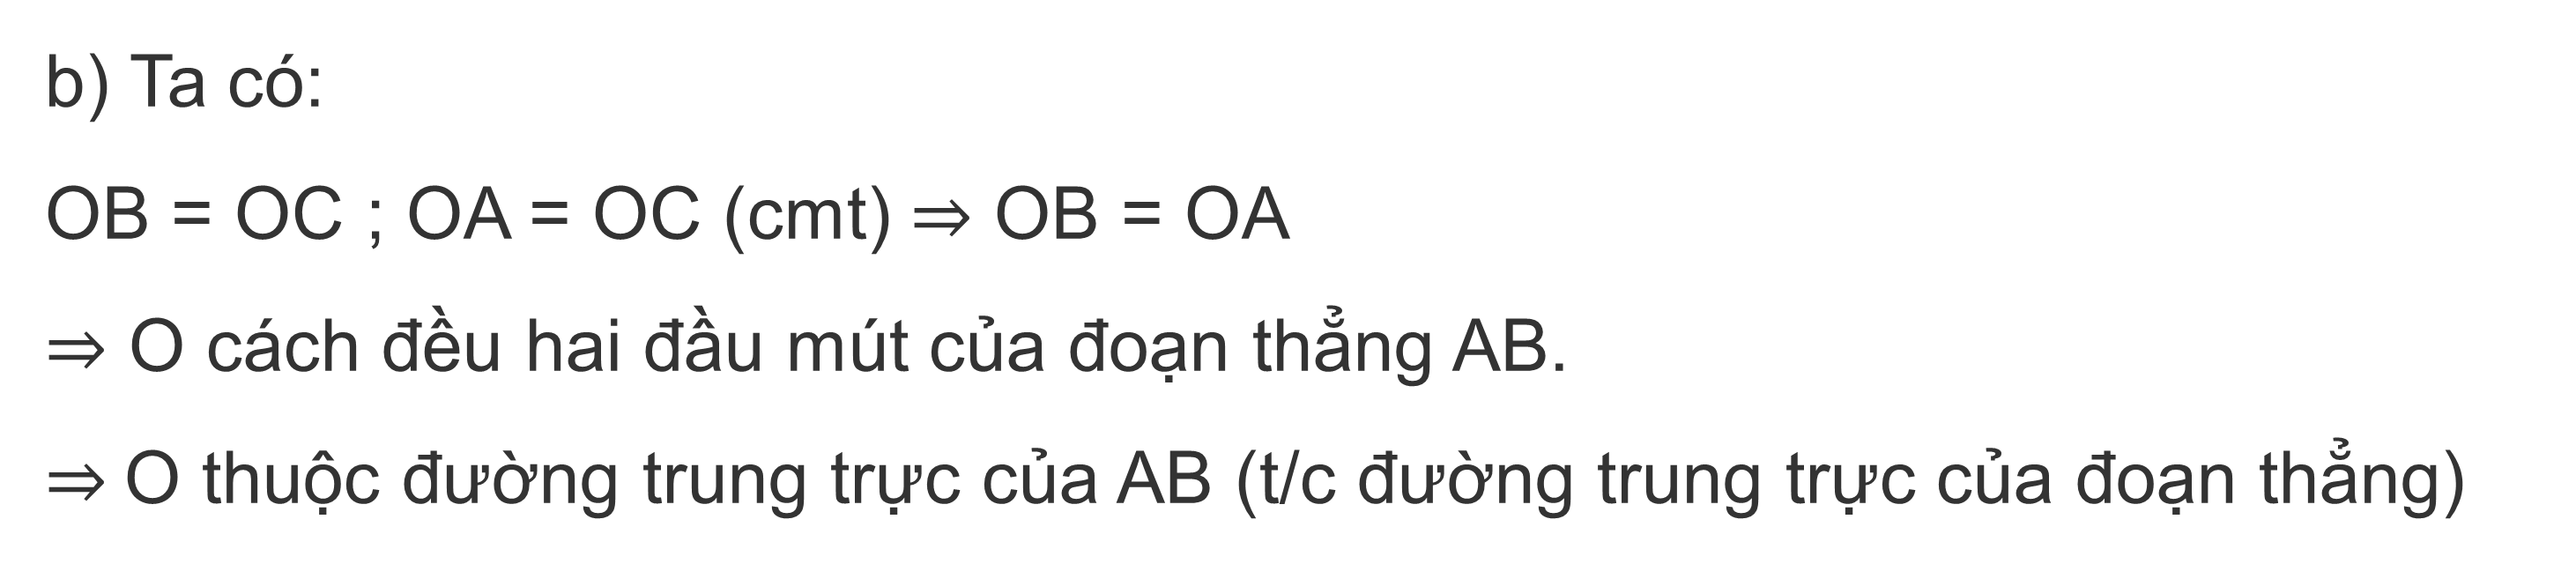 b) Ta có:
OB = OC ; OA = OC (cmt) ⇒ OB = OA
⇒ O cách đều hai đầu mút của đoạn thẳng AB.
⇒ O thuộc đường trung trực của AB (t/c đường trung trực của đoạn thẳng)